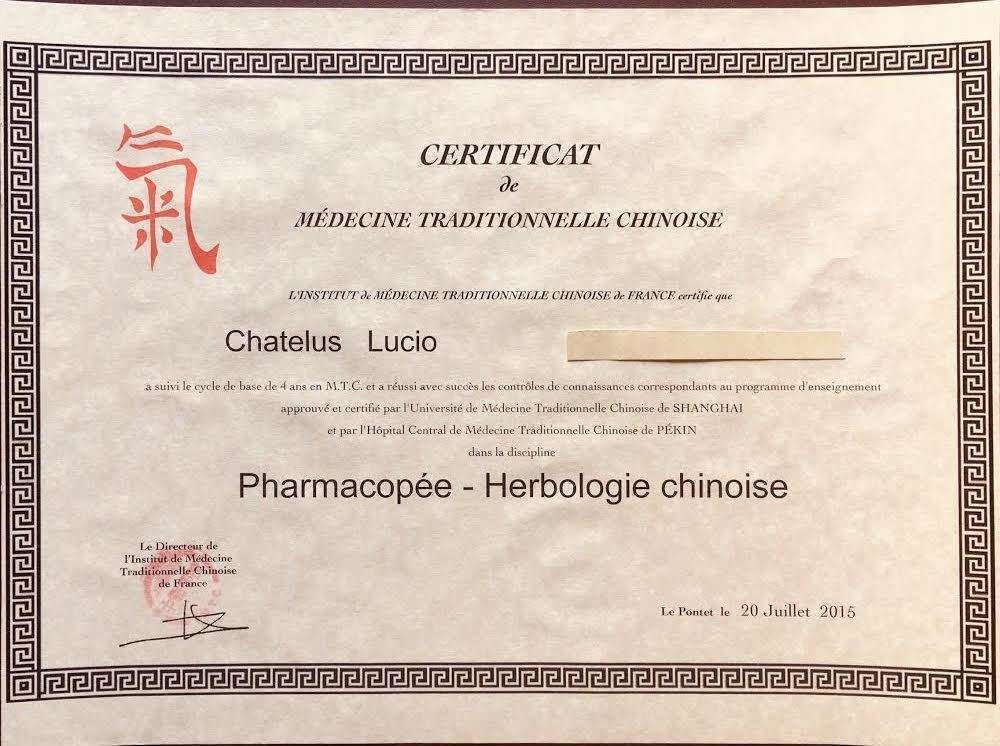 氣
CERTIFICAT
de
MÉDECINE TRADITIONNELLE CHINOISE
L'INSTITUT de MÉDECINE TRADITIONNELLE CHINOISE de FRANCE certifie que
Chatelus Lucio
a suivi le cycle de base de 4 ans en M.T.C. et a réussi avec succès les contrôles de connaissances correspondants au programme d'enseignement
approuvé et certifié par l'Université de Médecine Traditionnelle Chinoise de SHANGHAI
et par l'Hôpital Central de Médecine Traditionnelle Chinoise de PÉKIN
dans la discipline
Pharmacopée - Herbologie chinoise
Le Directeur de
l'Institut de Médecine
Traditionnelle Chinoise
de France
Le Pontet le 20 Juillet 2015